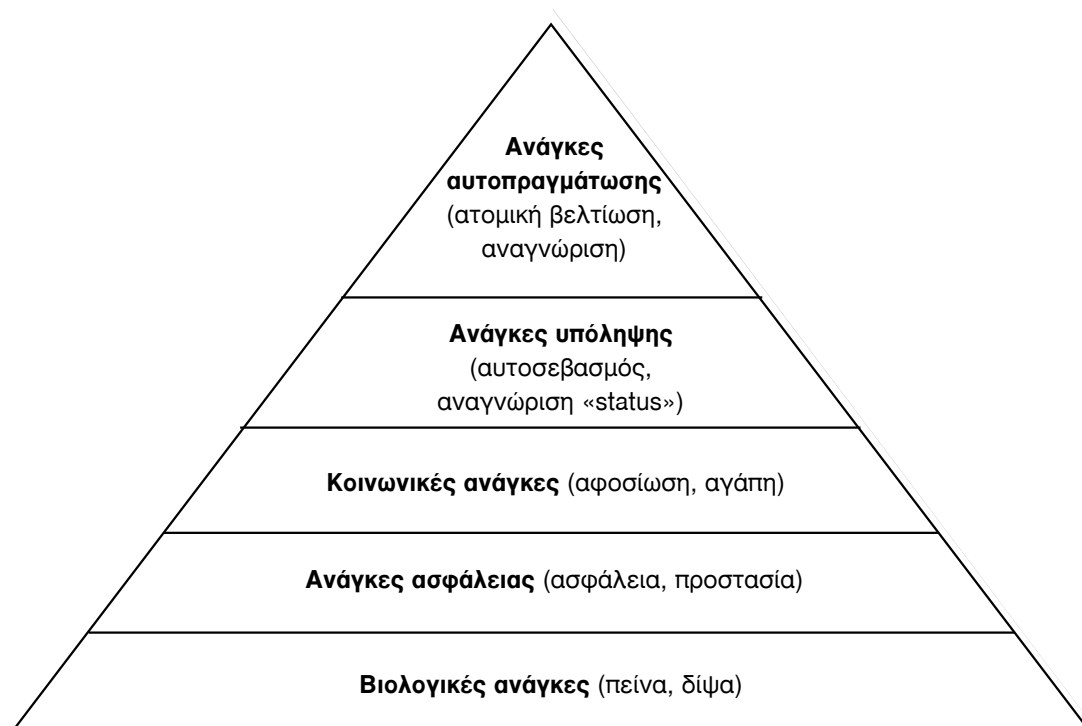 Ανάγκες
αυτοπραγμάτωσης
(ατομική βελτίωση,
αναγνώριση)
Ανάγκες υπόληψης
(αυτοσεβασμός,
αναγνώριση «status»)
Κοινωνικές ανάγκες (αφοσίωση, αγάπη)
Ανάγκες ασφάλειας (ασφάλεια, προστασία)
Βιολογικές ανάγκες (πείνα, δίψα)